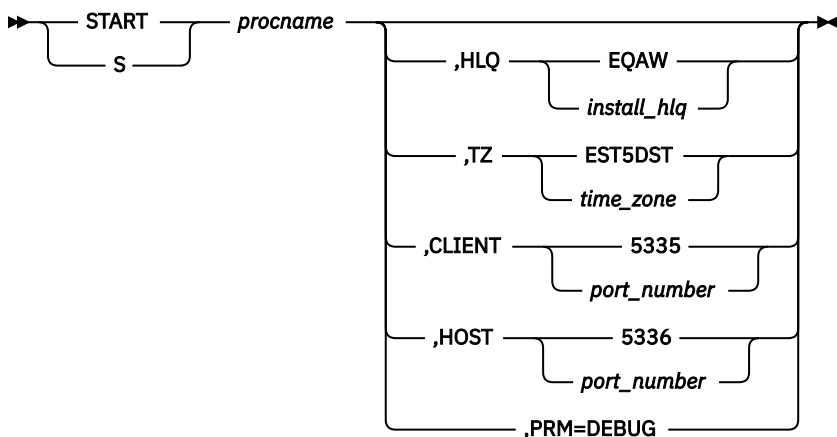 START procname
S
,HLQ EQAW
install_hlq
,TZ EST5DST
time_zone
,CLIENT 5335
port_number
,HOST 5336
port_number
,PRM=DEBUG